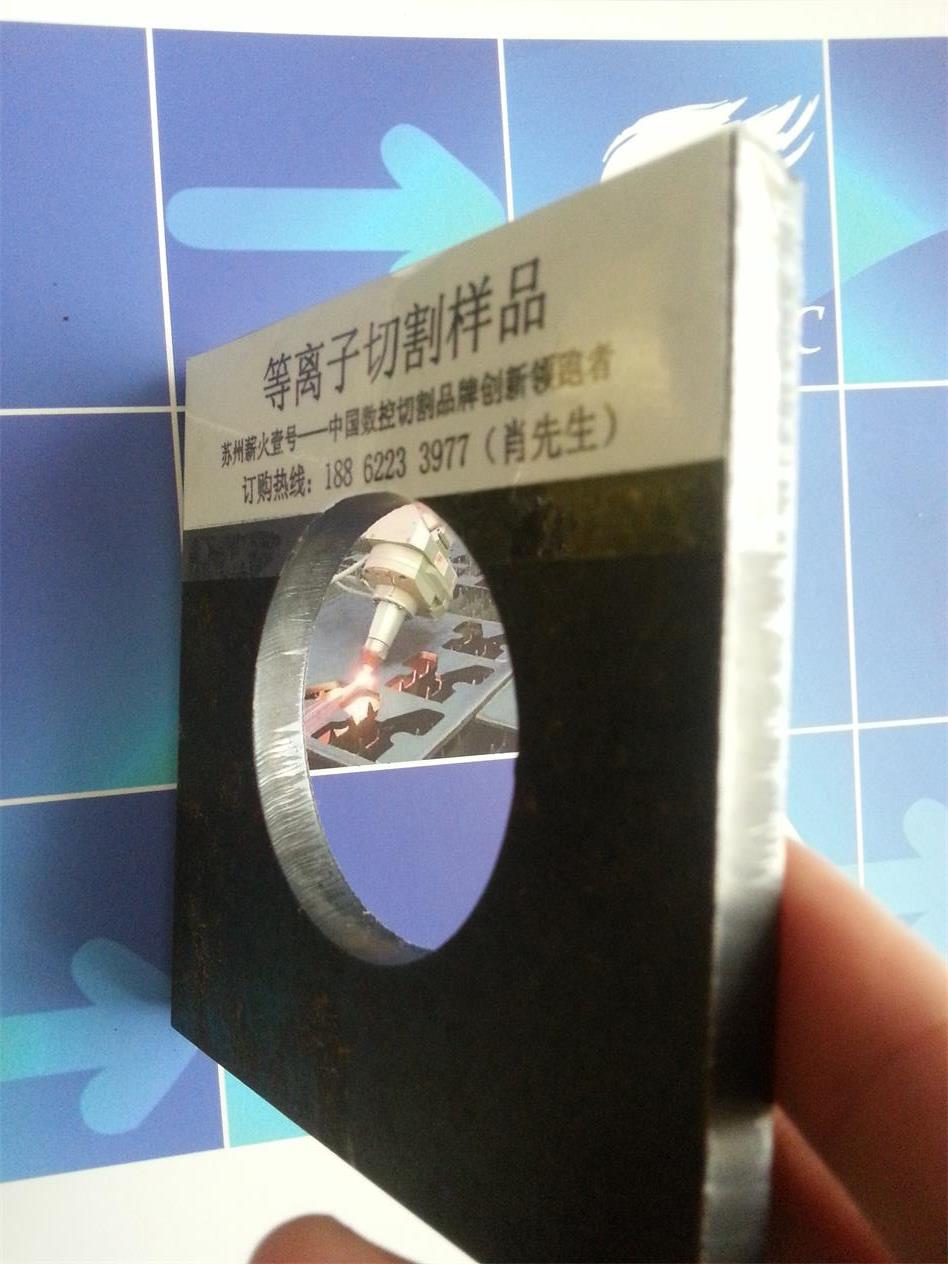 等离子切割样品
苏州薪火壹号——中国数控切割品牌创新领跑者
订购热线：188 6223 3977（肖先生）
C